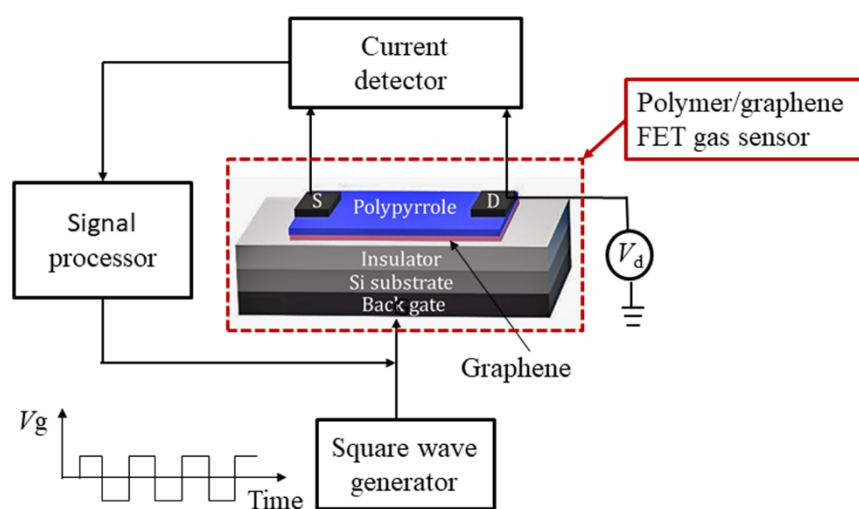 Current
detector
Polymer/graphene
FET gas sensor
S
Polypyrrole
D
Signal
processor
Vd
Insulator
Si substrate
Back gate
Graphene
Vg
Square wave
generator
Time